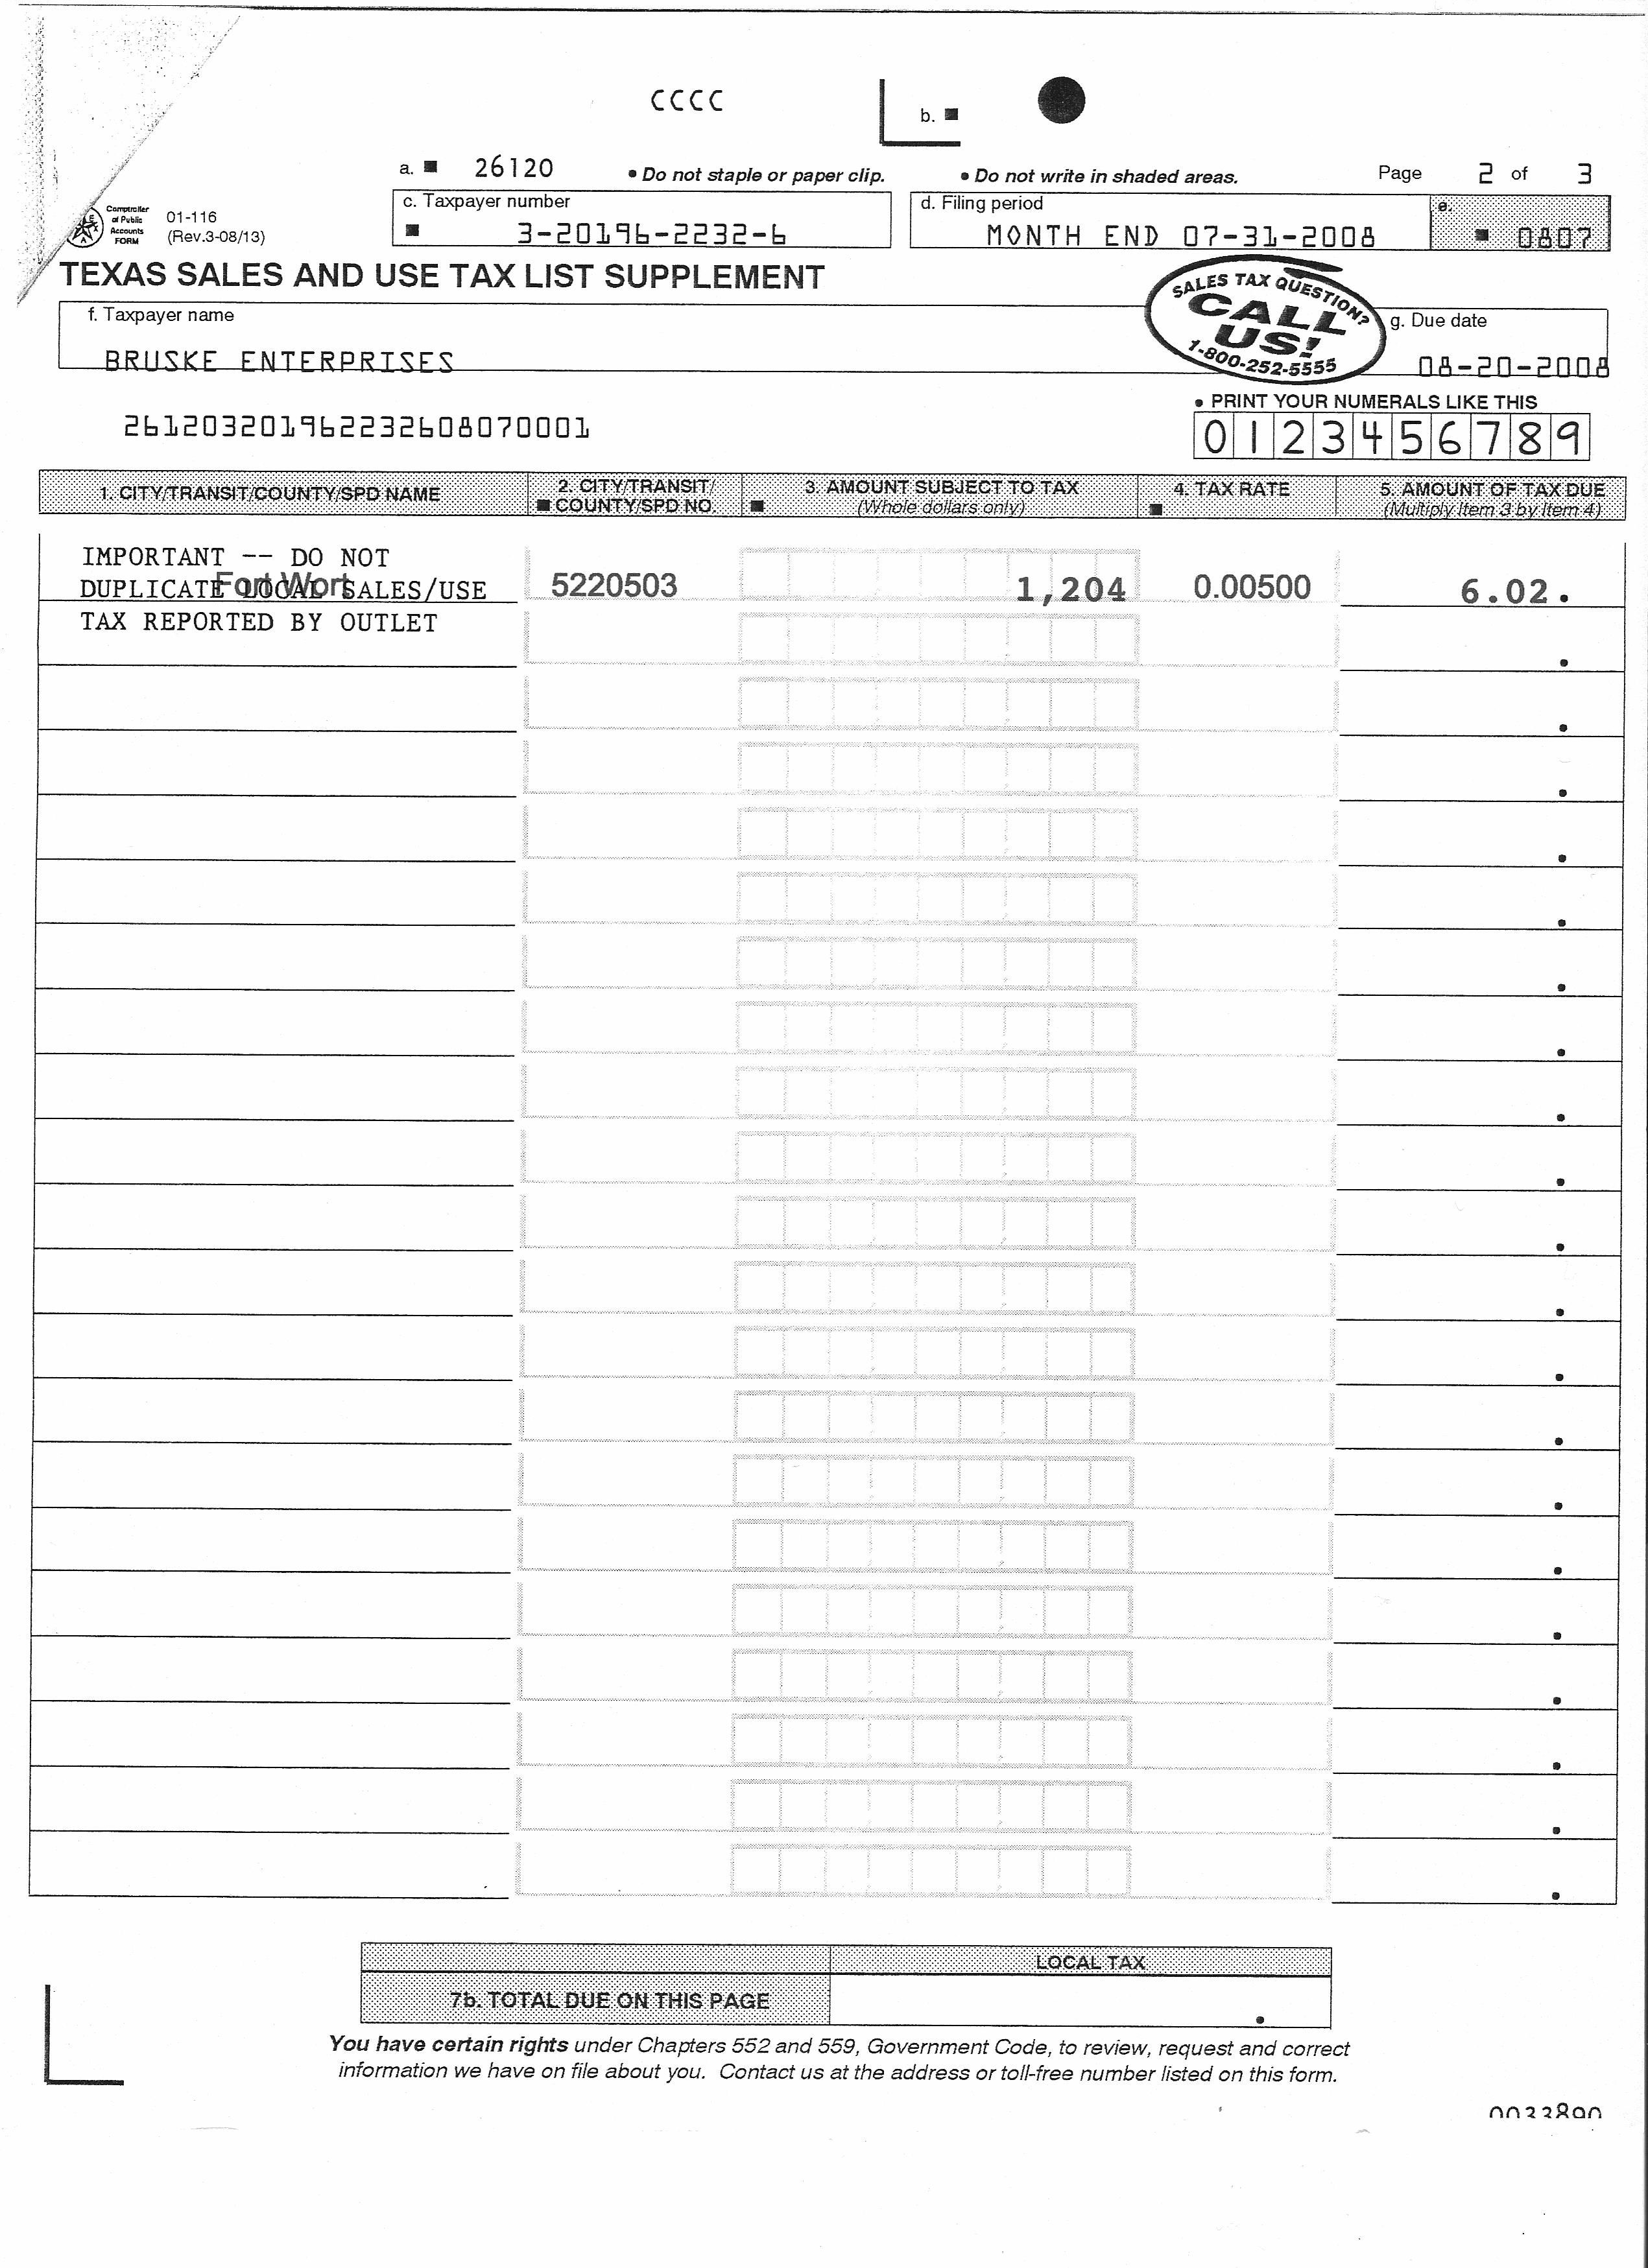 CCCC
b.
a. 26120
• Do not staple or paper clip.
• Do not write in shaded areas.
Page 2 of 3
Comptroller
of Public
Accounts
FORM
01-116
(Rev.3-08/13)
c. Taxpayer number
3-20196-2232-6
d. Filing period
MONTH END 07-31-2008
e.
0807
TEXAS SALES AND USE TAX LIST SUPPLEMENT
SALES TAX QUESTION?
CALL
US!
1-800-252-5555
f. Taxpayer name
BRUSKE ENTERPRISES
g. Due date
08-20-2008
261203201962232608070001
• PRINT YOUR NUMERALS LIKE THIS
0 1 2 3 4 5 6 7 8 9
1. CITY/TRANSIT/COUNTY/SPD NAME
2. CITY/TRANSIT/
COUNTY/SPD NO.
3. AMOUNT SUBJECT TO TAX
(Whole dollars only)
4. TAX RATE
5. AMOUNT OF TAX DUE
(Multiply Item 3 by Item 4)
IMPORTANT -- DO NOT
DUPLICATE LOCAL SALES/USE
TAX REPORTED BY OUTLET
Fort Wort 5220503 1,204 0.00500 6.02 .
LOCAL TAX
7b. TOTAL DUE ON THIS PAGE
You have certain rights under Chapters 552 and 559, Government Code, to review, request and correct
information we have on file about you. Contact us at the address or toll-free number listed on this form.